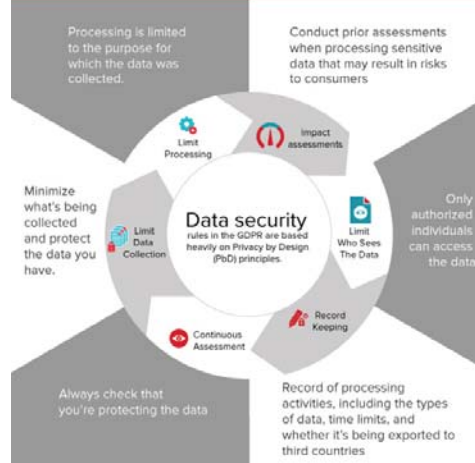 Processing is limited
to the purpose for
which the data was
collected.
Conduct prior assessments
when processing sensitive
data that may result in risks
to consumers
Limit
Processing
Impact
assessments
Minimize
what's being
collected
and protect
the data you
have.
Limit
Data
Collection
Data security
rules in the GDPR are based
heavily on Privacy by Design
(PbD) principles.
Limit
Who Sees
The Data
Only
authorized
individuals
can access
the data
Continuous
Assessment
Record
Keeping
Always check that
you're protecting the data
Record of processing
activities, including the types
of data, time limits, and
whether it's being exported to
third countries